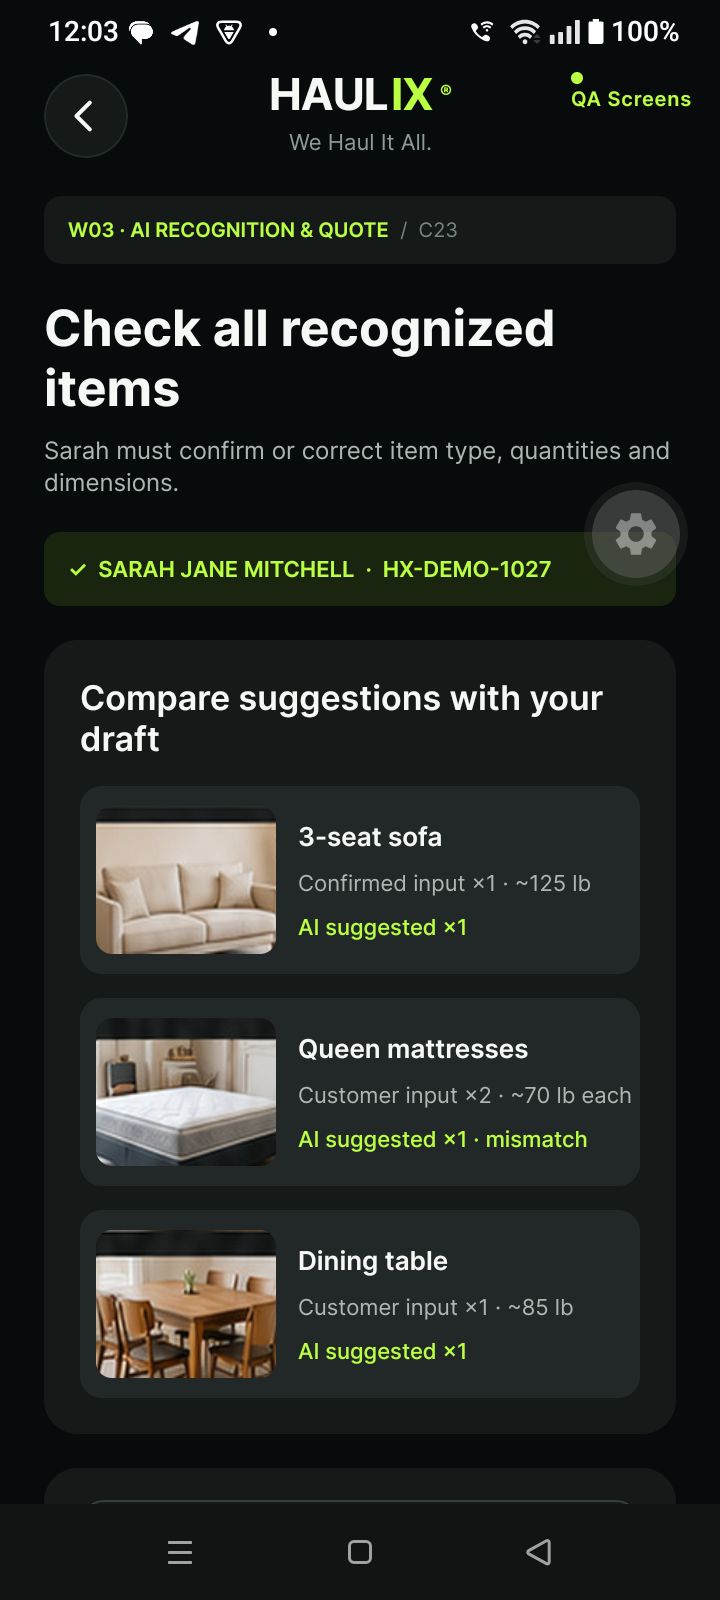 12:03
100%
HAULIX ®
We Haul It All.
QA Screens
W03 · AI RECOGNITION & QUOTE / C23
Check all recognized
items
Sarah must confirm or correct item type, quantities and
dimensions.
✓ SARAH JANE MITCHELL · HX-DEMO-1027
Compare suggestions with your
draft
3-seat sofa
Confirmed input ×1 · ~125 lb
AI suggested ×1
Queen mattresses
Customer input ×2 · ~70 lb each
AI suggested ×1 · mismatch
Dining table
Customer input ×1 · ~85 lb
AI suggested ×1